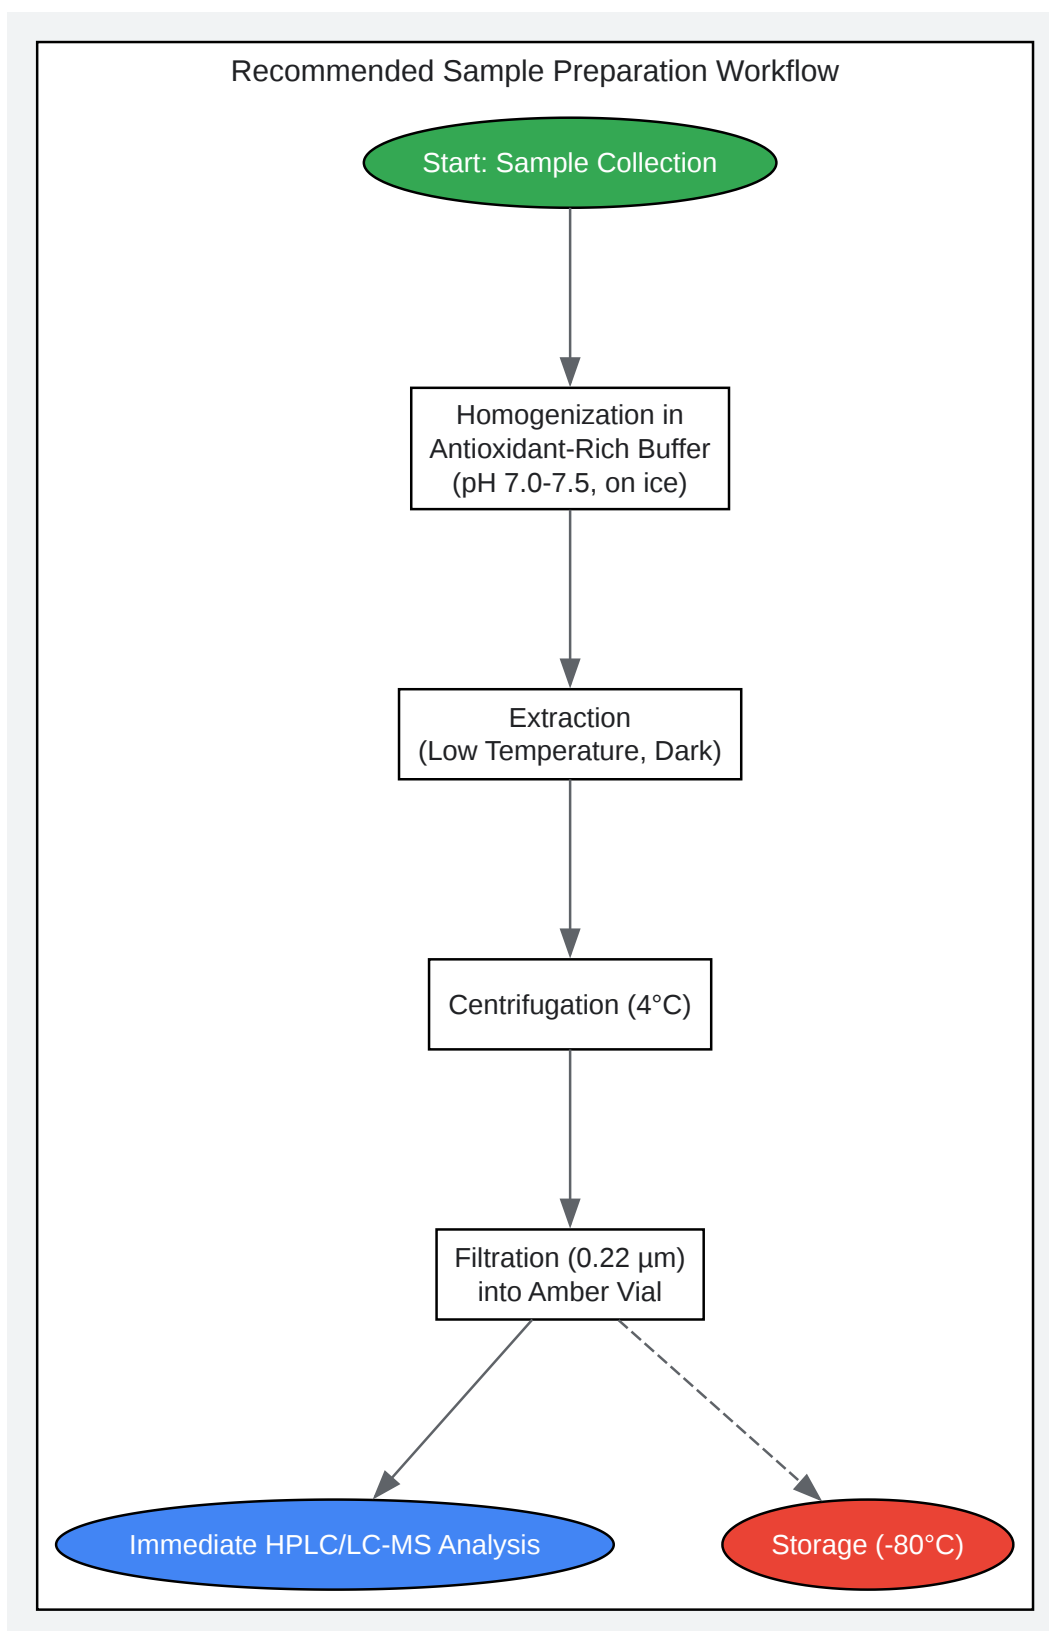 Recommended Sample Preparation Workflow
Start: Sample Collection
Homogenization in
Antioxidant-Rich Buffer
(pH 7.0-7.5, on ice)
Extraction
(Low Temperature, Dark)
Centrifugation (4°C)
Filtration (0.22 µm)
into Amber Vial
Immediate HPLC/LC-MS Analysis
Storage (-80°C)